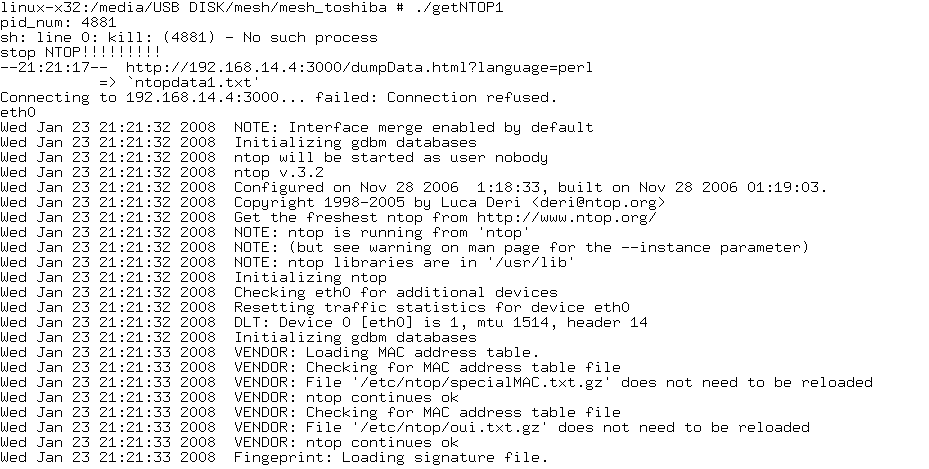 linux-x32:/media/USB DISK/mesh/mesh_toshiba # ./getNTOP1
pid_num: 4881
sh: line 0: kill: (4881) - No such process
stop NTOP!!!!!!!!!
--21:21:17--  http://192.168.14.4:3000/dumpData.html?language=perl
           => `ntopdata1.txt'
Connecting to 192.168.14.4:3000... failed: Connection refused.
eth0
Wed Jan 23 21:21:32 2008  NOTE: Interface merge enabled by default
Wed Jan 23 21:21:32 2008  Initializing gdbm databases
Wed Jan 23 21:21:32 2008  ntop will be started as user nobody
Wed Jan 23 21:21:32 2008  ntop v.3.2
Wed Jan 23 21:21:32 2008  Configured on Nov 28 2006  1:18:33, built on Nov 28 2006 01:19:03.
Wed Jan 23 21:21:32 2008  Copyright 1998-2005 by Luca Deri <deri@ntop.org>
Wed Jan 23 21:21:32 2008  Get the freshest ntop from http://www.ntop.org/
Wed Jan 23 21:21:32 2008  NOTE: ntop is running from 'ntop'
Wed Jan 23 21:21:32 2008  NOTE: (but see warning on man page for the --instance parameter)
Wed Jan 23 21:21:32 2008  NOTE: ntop libraries are in '/usr/lib'
Wed Jan 23 21:21:32 2008  Initializing ntop
Wed Jan 23 21:21:32 2008  Checking eth0 for additional devices
Wed Jan 23 21:21:32 2008  Resetting traffic statistics for device eth0
Wed Jan 23 21:21:32 2008  DLT: Device 0 [eth0] is 1, mtu 1514, header 14
Wed Jan 23 21:21:32 2008  Initializing gdbm databases
Wed Jan 23 21:21:33 2008  VENDOR: Loading MAC address table.
Wed Jan 23 21:21:33 2008  VENDOR: Checking for MAC address table file
Wed Jan 23 21:21:33 2008  VENDOR: File '/etc/ntop/specialMAC.txt.gz' does not need to be reloaded
Wed Jan 23 21:21:33 2008  VENDOR: ntop continues ok
Wed Jan 23 21:21:33 2008  VENDOR: Checking for MAC address table file
Wed Jan 23 21:21:33 2008  VENDOR: File '/etc/ntop/oui.txt.gz' does not need to be reloaded
Wed Jan 23 21:21:33 2008  VENDOR: ntop continues ok
Wed Jan 23 21:21:33 2008  Fingerprint: Loading signature file.